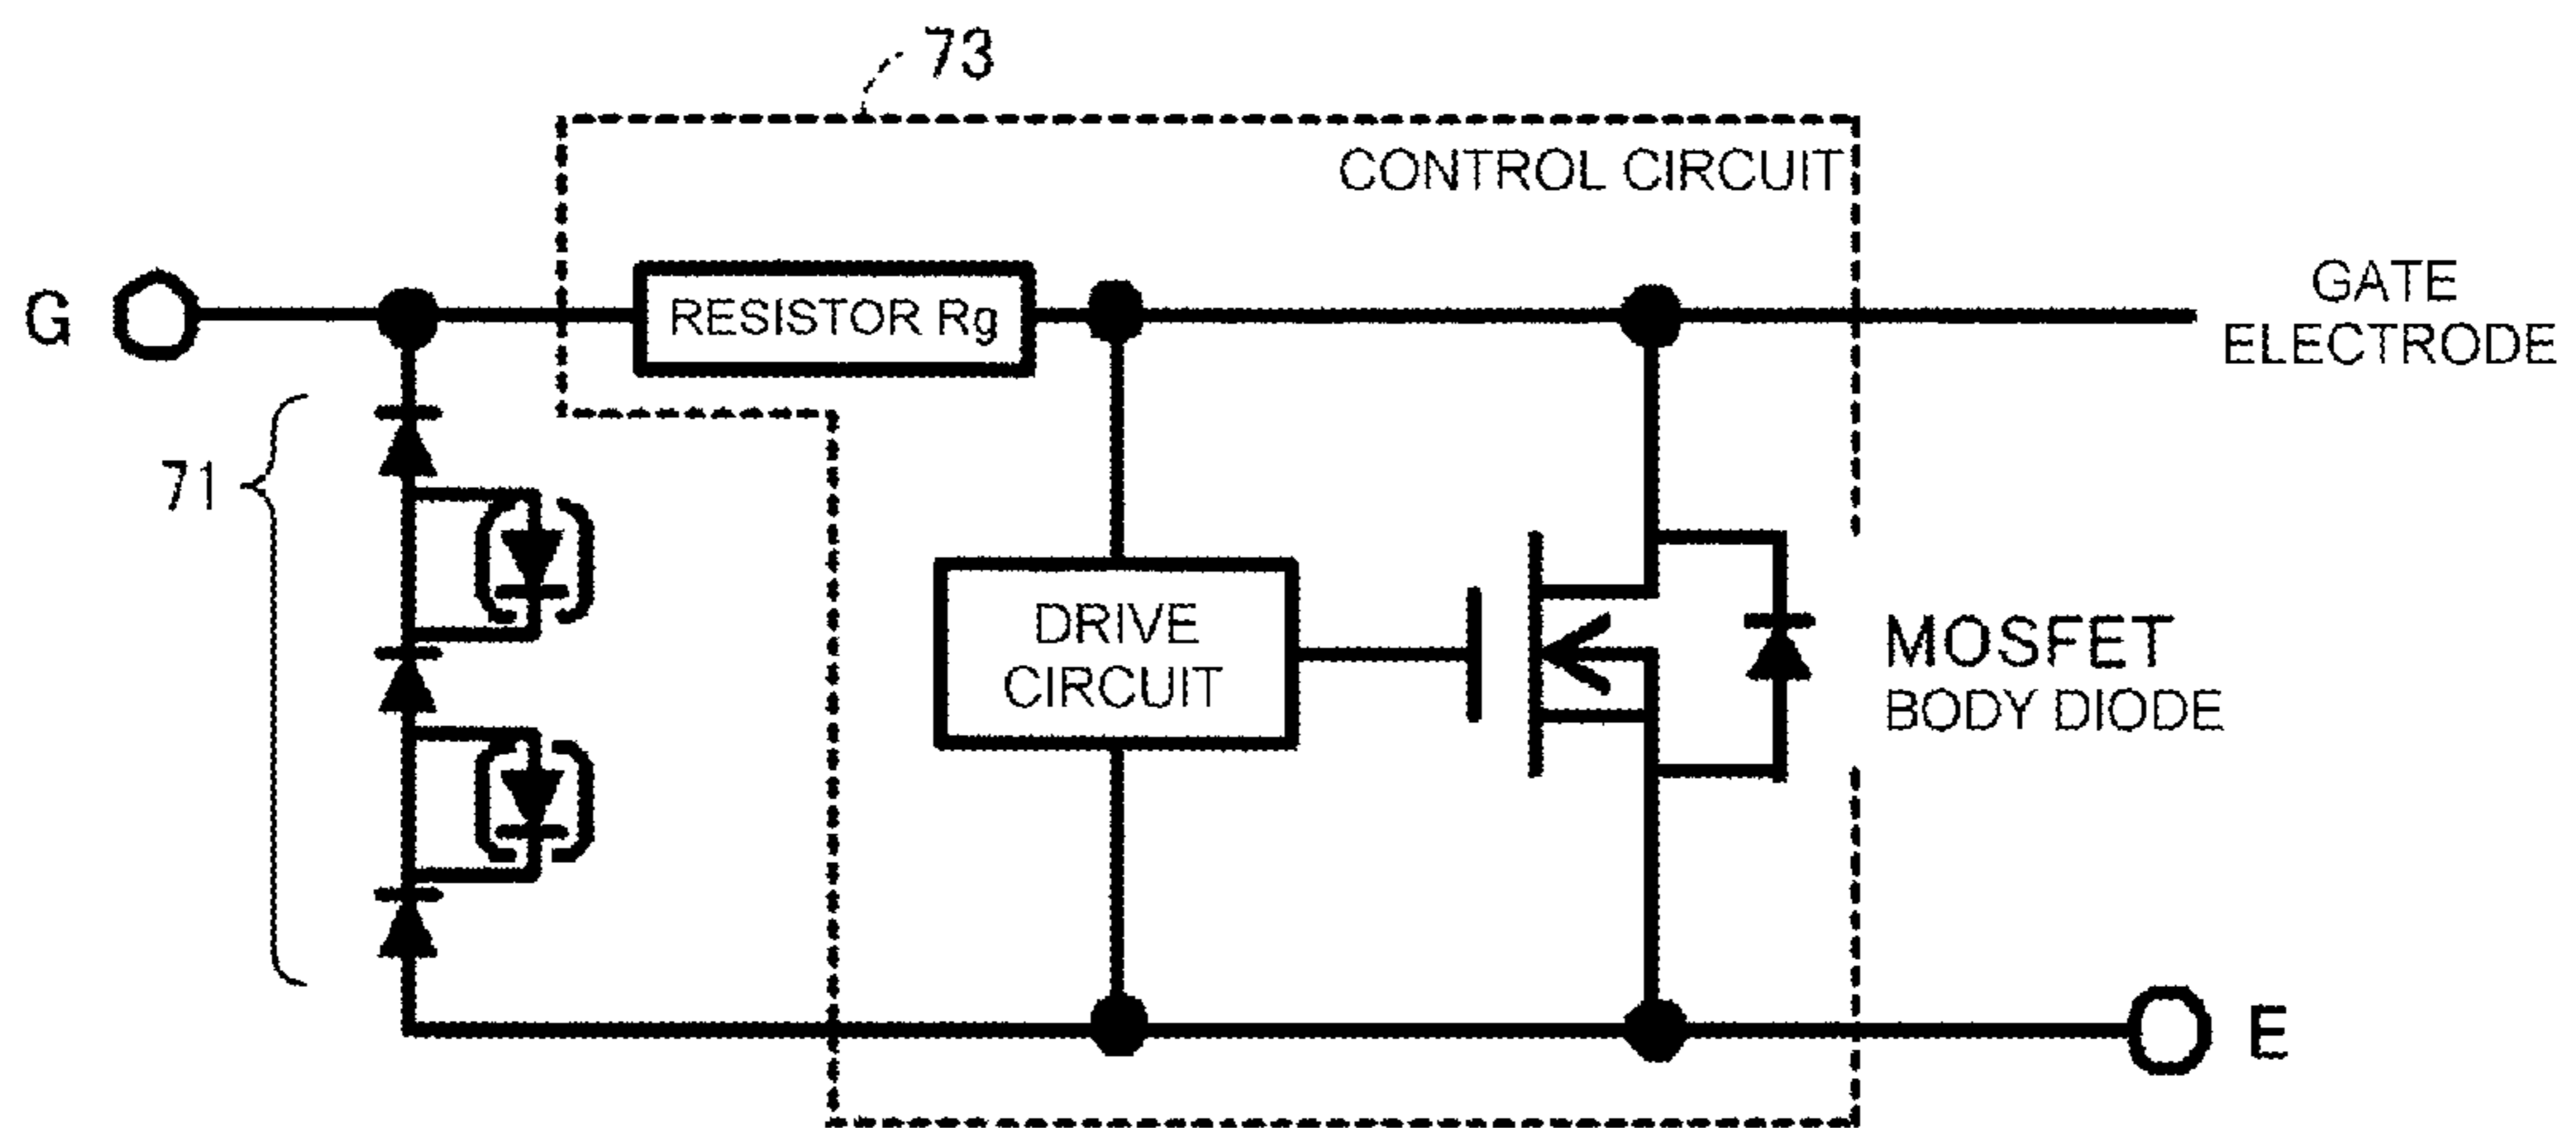 73
CONTROL CIRCUIT
G
RESISTOR Rg
GATE
ELECTRODE
71
DRIVE
CIRCUIT
MOSFET
BODY DIODE
E